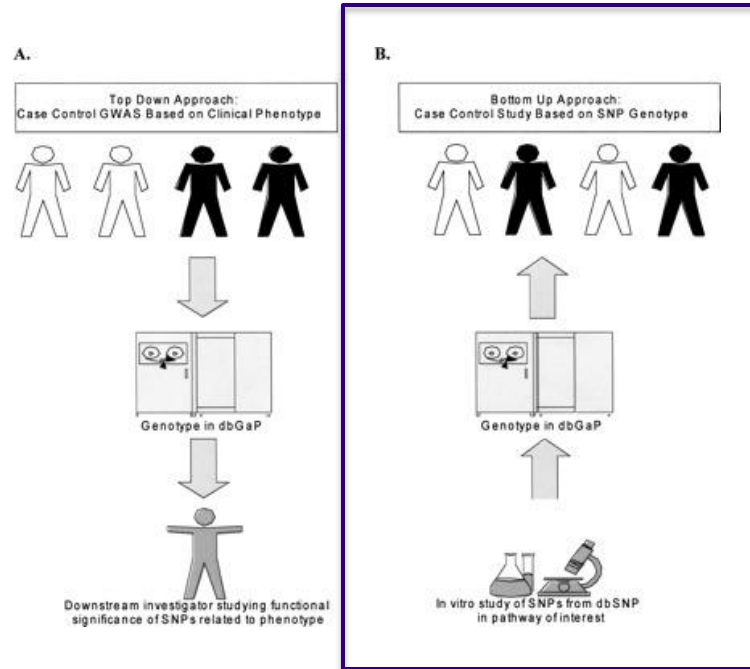 A.
Top Down Approach:
Case Control GWAS Based on Clinical Phenotype
Genotype in dbGaP
Downstream investigator studying functional
significance of SNPs related to phenotype
B.
Bottom Up Approach:
Case Control Study Based on SNP Genotype
Genotype in dbGaP
In vitro study of SNPs from dbSNP
in pathway of interest